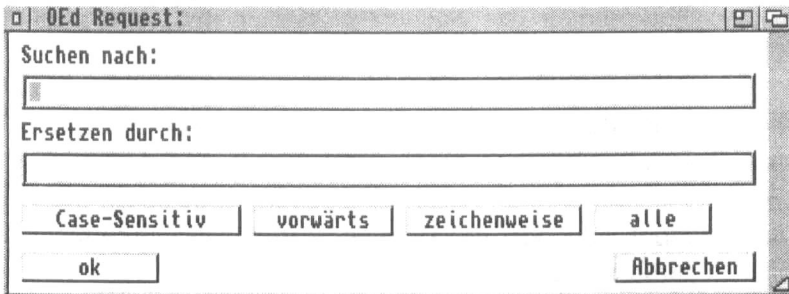 OEd Request:
Suchen nach:
Ersetzen durch:
Case-Sensitiv vorwärts zeichenweise alle
ok Abbrechen